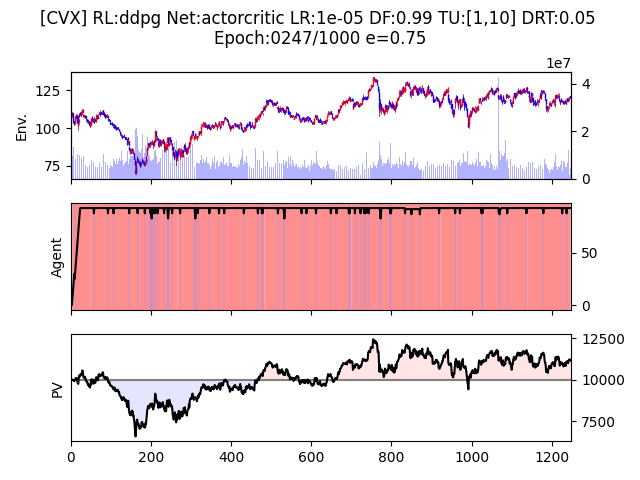 [CVX] RL:ddpg Net:actorcritic LR:1e-05 DF:0.99 TU:[1,10] DRT:0.05
Epoch:0247/1000 e=0.75
1e7
Env.
125
100
75
4
2
0
Agent
50
0
PV
12500
10000
7500
0 200 400 600 800 1000 1200